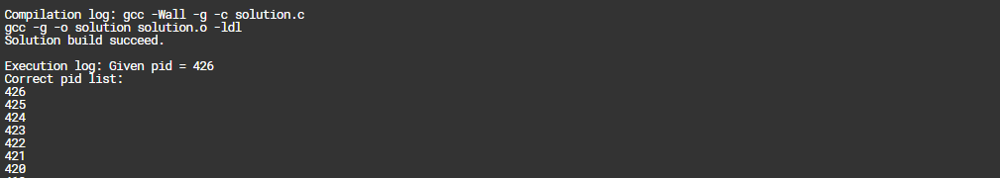 Compilation log: gcc -Wall -g -c solution.c
gcc -g -o solution solution.o -ldl
Solution build succeed.
Execution log: Given pid = 426
Correct pid list:
426
425
424
423
422
421
420